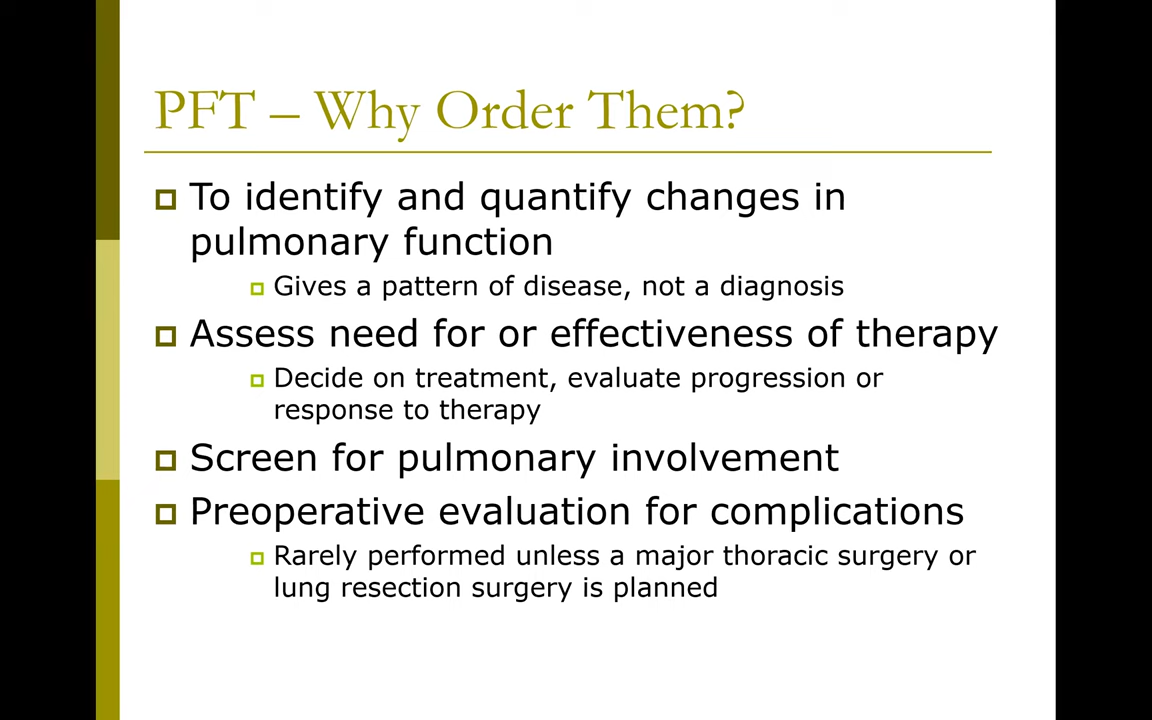 PFT – Why Order Them?
To identify and quantify changes in
pulmonary function
Gives a pattern of disease, not a diagnosis
Assess need for or effectiveness of therapy
Decide on treatment, evaluate progression or
response to therapy
Screen for pulmonary involvement
Preoperative evaluation for complications
Rarely performed unless a major thoracic surgery or
lung resection surgery is planned